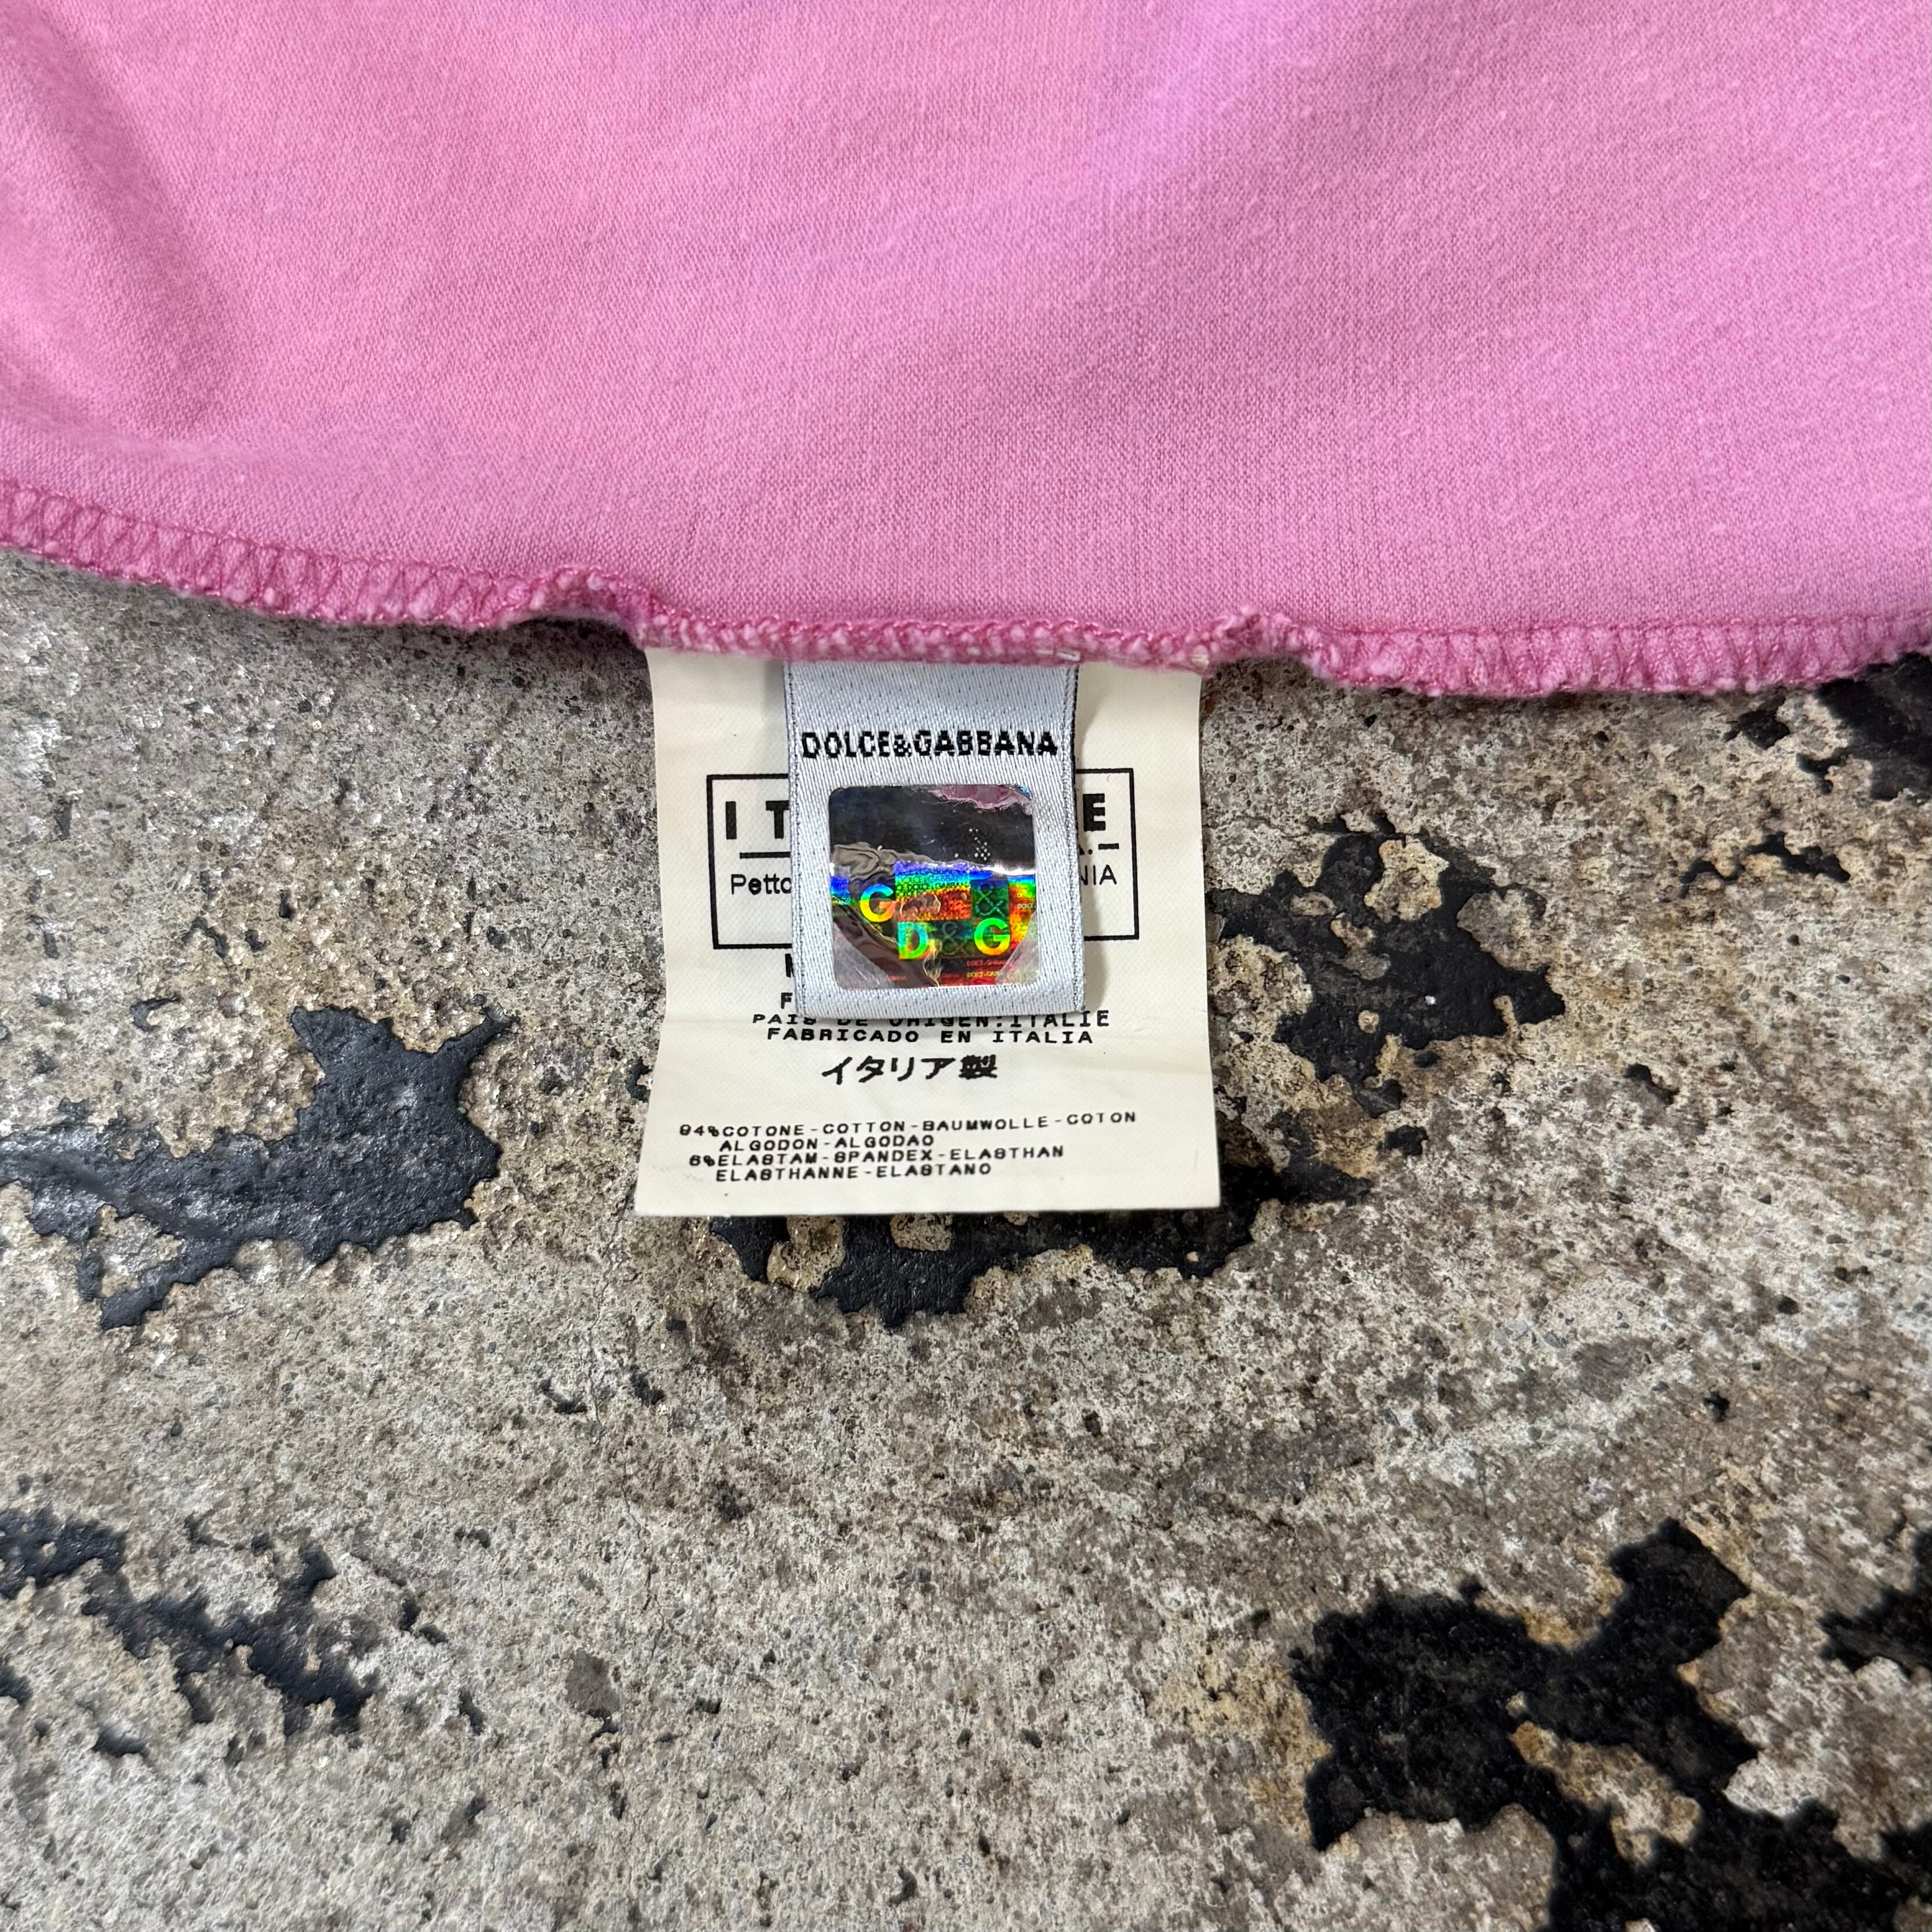 DOLCE&GABBANA
I T E
Petto NIA
G &
D & G
PAIS DE ORIGEN:ITALIE
FABRICADO EN ITALIA
イタリア製
94%COTONE-COTTON-BAUMWOLLE-COTON
ALGODON-ALGODAO
6%ELASTAM-SPANDEX-ELASTHAN
ELASTHANNE-ELASTANO